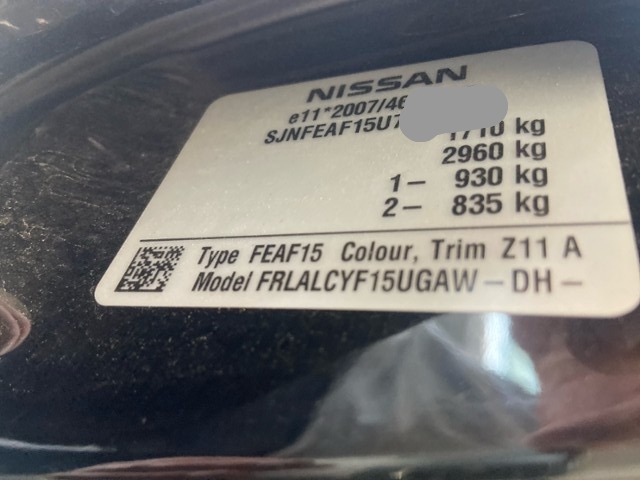 NISSAN
e11*2007/46
SJNFEAF15U7
1710 kg
2960 kg
1- 930 kg
2- 835 kg
Type FEAF15 Colour, Trim Z11 A
Model FRLALCYF15UGAW-DH-